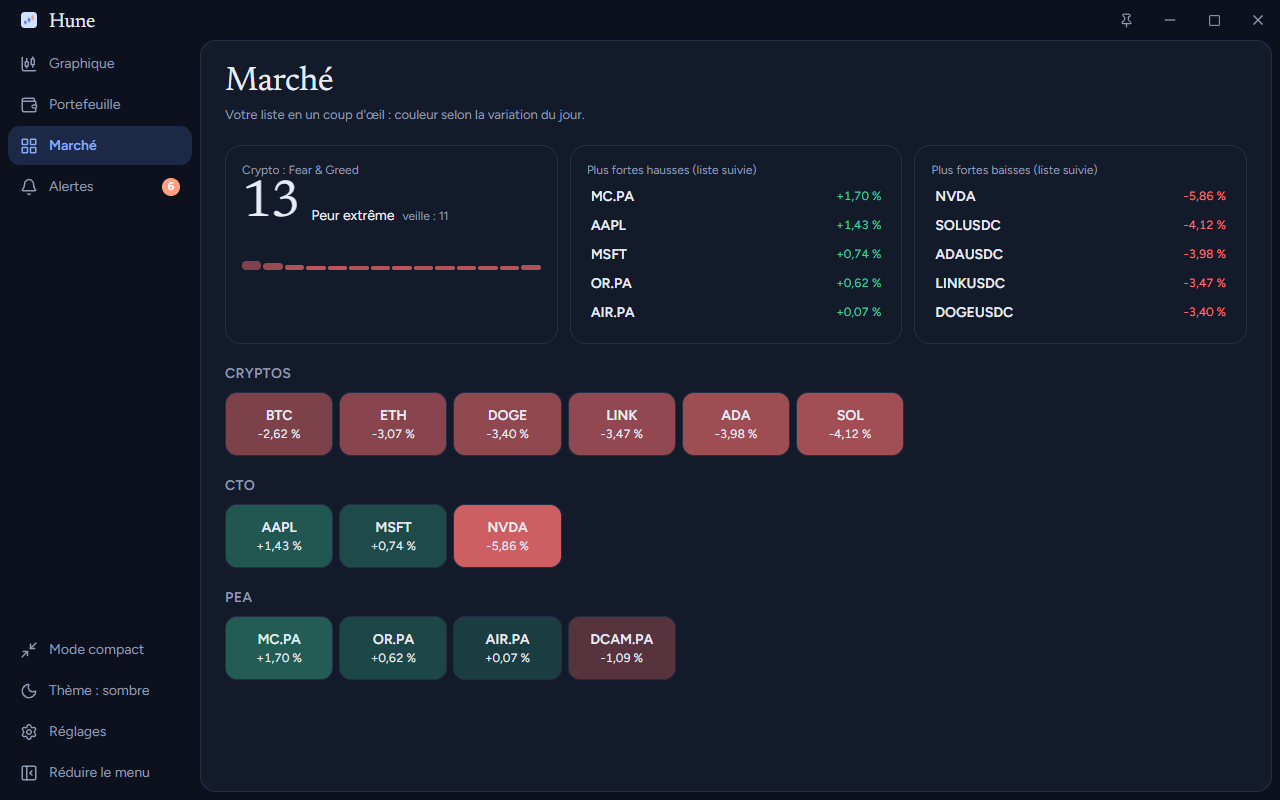 Hune
Graphique
Portefeuille
Marché
Alertes
6
Mode compact
Thème : sombre
Réglages
Réduire le menu
Marché
Votre liste en un coup d'œil : couleur selon la variation du jour.
Crypto : Fear & Greed
13 Peur extrême veille : 11
Plus fortes hausses (liste suivie)
MC.PA +1,70 %
AAPL +1,43 %
MSFT +0,74 %
OR.PA +0,62 %
AIR.PA +0,07 %
Plus fortes baisses (liste suivie)
NVDA -5,86 %
SOLUSDC -4,12 %
ADAUSDC -3,98 %
LINKUSDC -3,47 %
DOGEUSDC -3,40 %
CRYPTOS
BTC
-2,62 %
ETH
-3,07 %
DOGE
-3,40 %
LINK
-3,47 %
ADA
-3,98 %
SOL
-4,12 %
CTO
AAPL
+1,43 %
MSFT
+0,74 %
NVDA
-5,86 %
PEA
MC.PA
+1,70 %
OR.PA
+0,62 %
AIR.PA
+0,07 %
DCAM.PA
-1,09 %